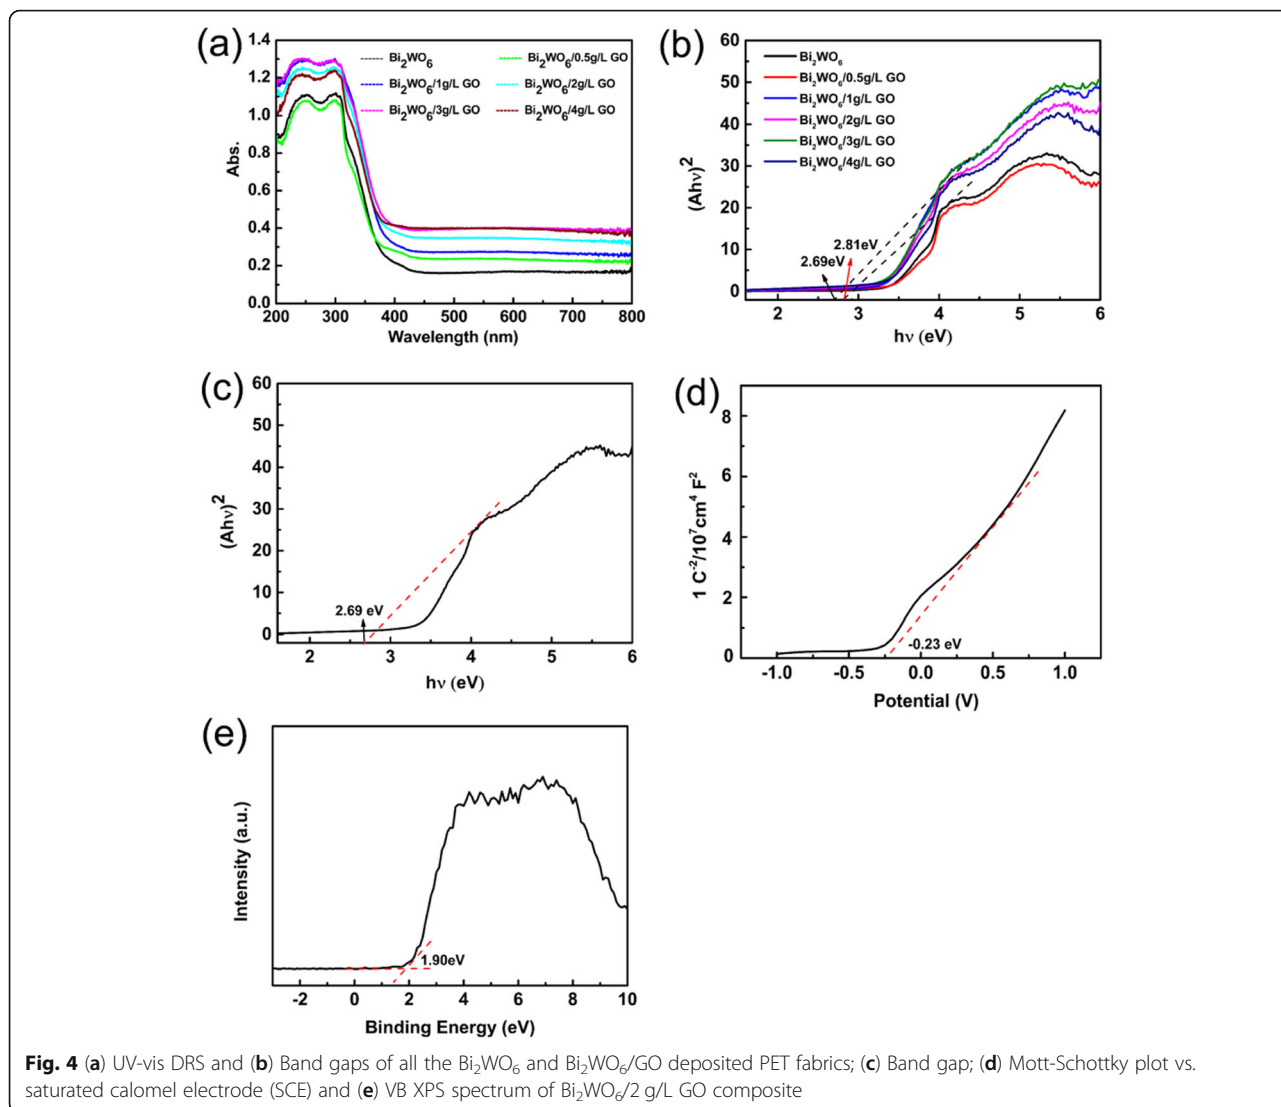 (a)
1.4
1.2
1.0
0.8
0.6
0.4
0.2
0.0
Abs.
200 300 400 500 600 700 800
Wavelength (nm)
Bi2WO6
Bi2WO6/0.5g/L GO
Bi2WO6/1g/L GO
Bi2WO6/2g/L GO
Bi2WO6/3g/L GO
Bi2WO6/4g/L GO
(b)
60
50
40
30
20
10
0
(Ahν)2
2 3 4 5 6
hν (eV)
Bi2WO6
Bi2WO6/0.5g/L GO
Bi2WO6/1g/L GO
Bi2WO6/2g/L GO
Bi2WO6/3g/L GO
Bi2WO6/4g/L GO
2.81eV
2.69eV
(c)
60
50
40
30
20
10
0
(Ahν)2
2.69 eV
2 3 4 5 6
hν (eV)
(d)
8
6
4
2
0
1 C-2/107cm4 F2
-0.23 eV
-1.0 -0.5 0.0 0.5 1.0
Potential (V)
(e)
Intensity (a.u.)
1.90eV
-2 0 2 4 6 8 10
Binding Energy (eV)
Fig. 4 (a) UV-vis DRS and (b) Band gaps of all the Bi2WO6 and Bi2WO6/GO deposited PET fabrics; (c) Band gap; (d) Mott-Schottky plot vs.
saturated calomel electrode (SCE) and (e) VB XPS spectrum of Bi2WO6/2 g/L GO composite